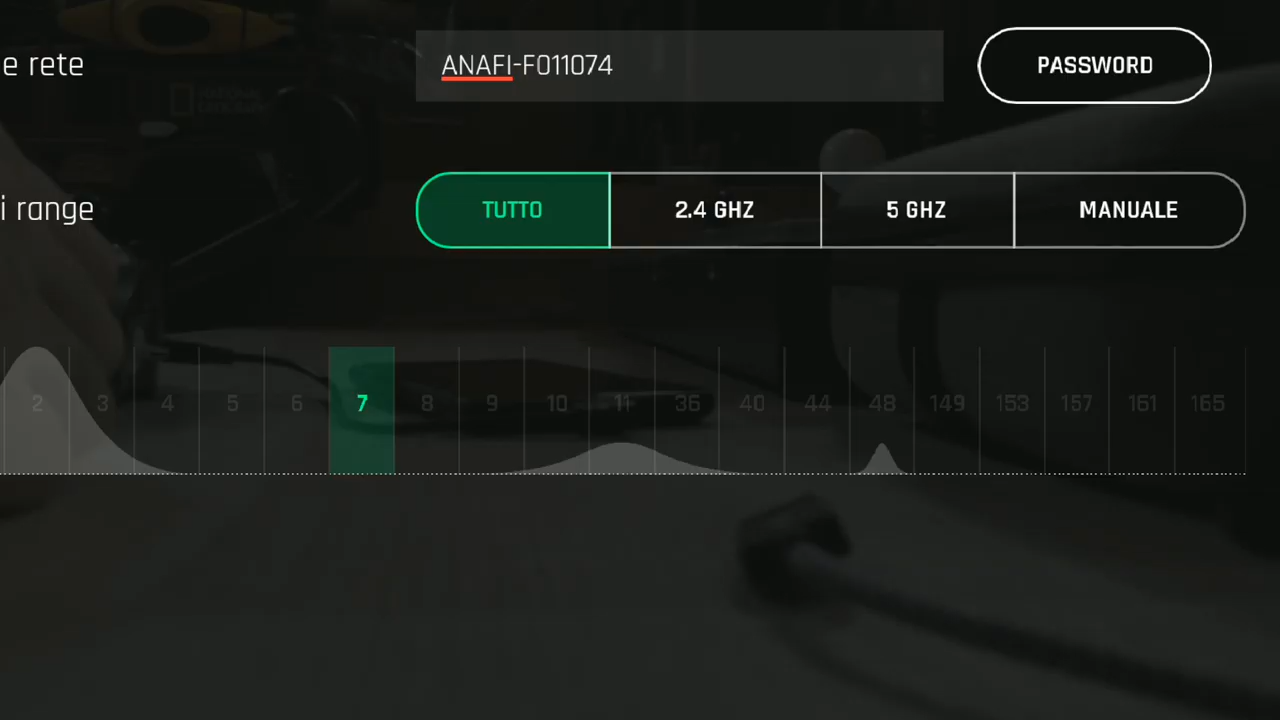 e rete ANAFI-F011074 PASSWORD
i range TUTTO 2.4 GHZ 5 GHZ MANUALE
2 3 4 5 6 7 8 9 10 11 36 40 44 48 149 153 157 161 165